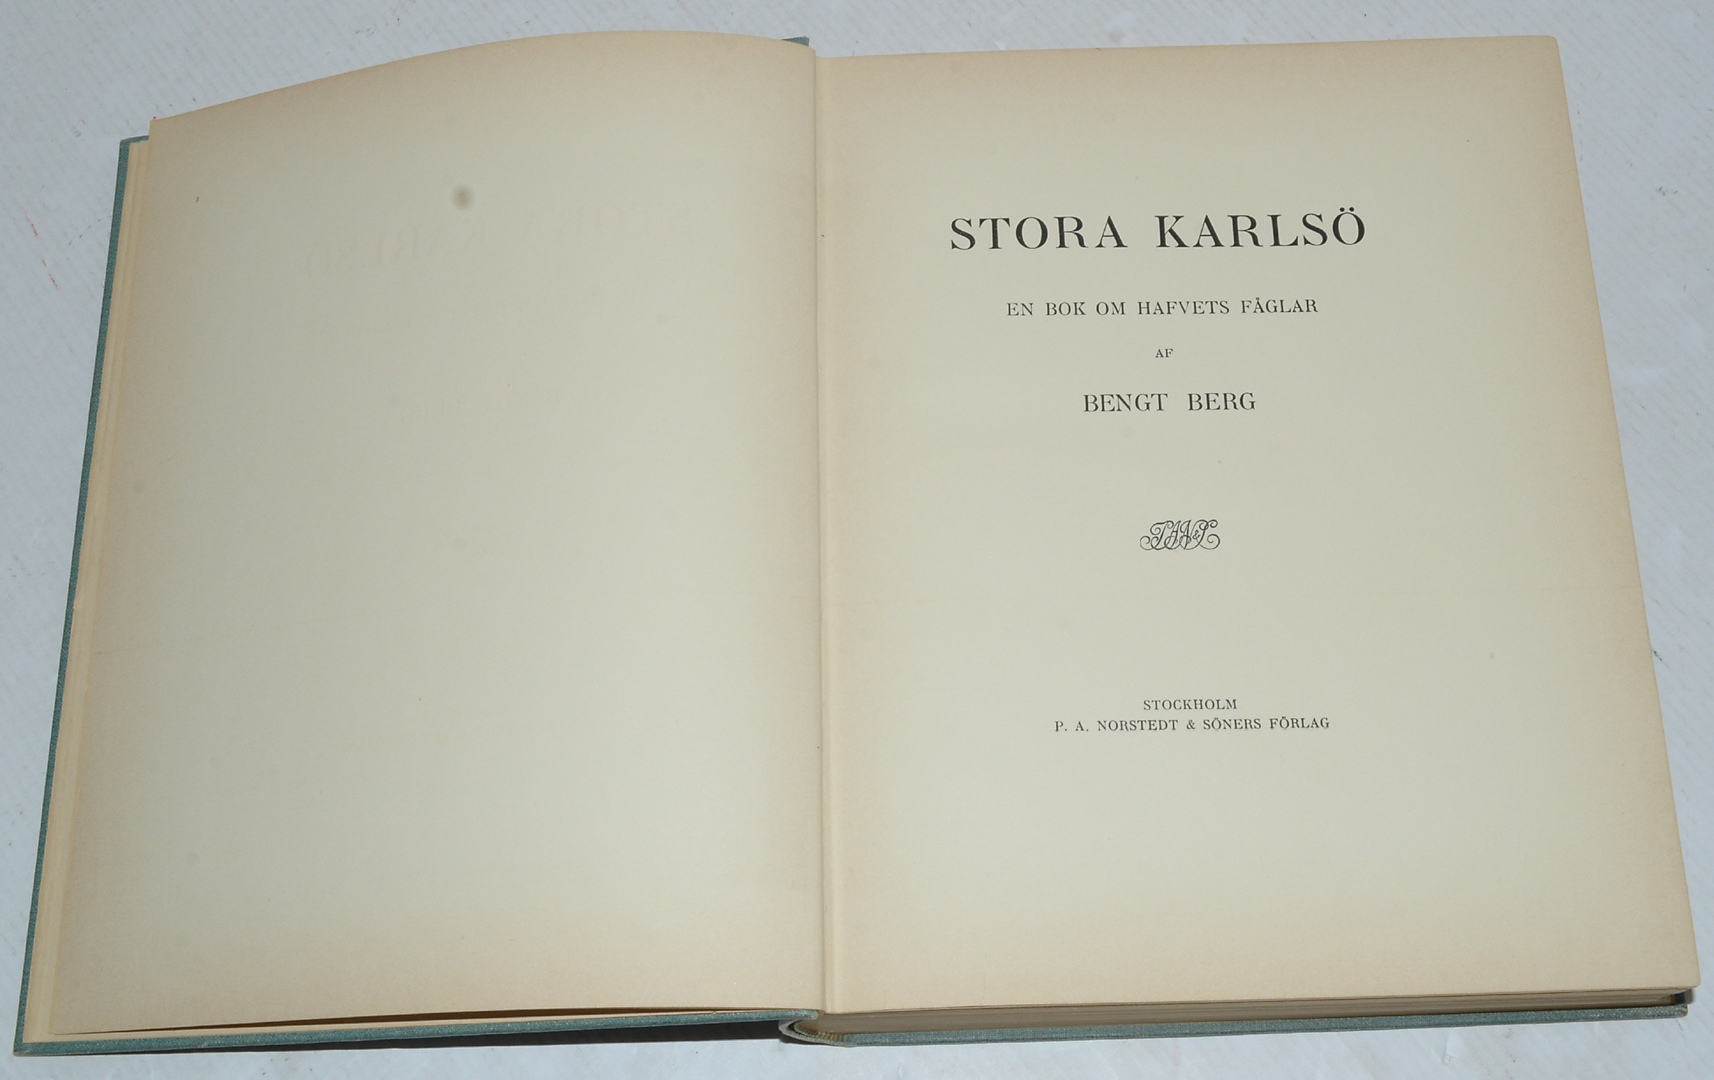 STORA KARLSÖ
EN BOK OM HAFVETS FÅGLAR
AF
BENGT BERG
P.A.N&S
STOCKHOLM
P. A. NORSTEDT & SÖNERS FÖRLAG